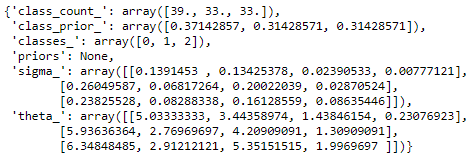 {'class_count_': array([39., 33., 33.]),
'class_prior_': array([0.37142857, 0.31428571, 0.31428571]),
'classes_': array([0, 1, 2]),
'priors': None,
'sigma_': array([[0.1391453 , 0.13425378, 0.02390533, 0.00777121],
[0.26049587, 0.06817264, 0.20022039, 0.02870524],
[0.23825528, 0.08288338, 0.16128559, 0.08635446]]),
'theta_': array([[5.03333333, 3.44358974, 1.43846154, 0.23076923],
[5.93636364, 2.76969697, 4.20909091, 1.30909091],
[6.34848485, 2.91212121, 5.35151515, 1.9969697 ]])}